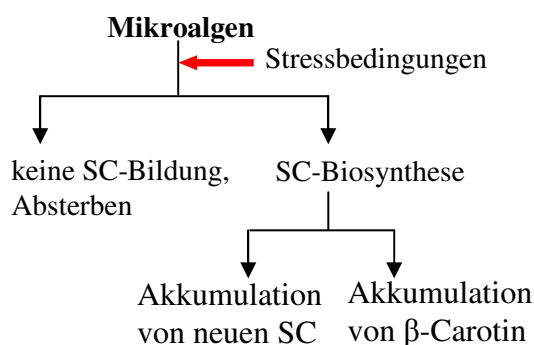 Mikroalgen
Stressbedingungen
keine SC-Bildung,
Absterben
SC-Biosynthese
Akkumulation
von neuen SC
Akkumulation
von β-Carotin